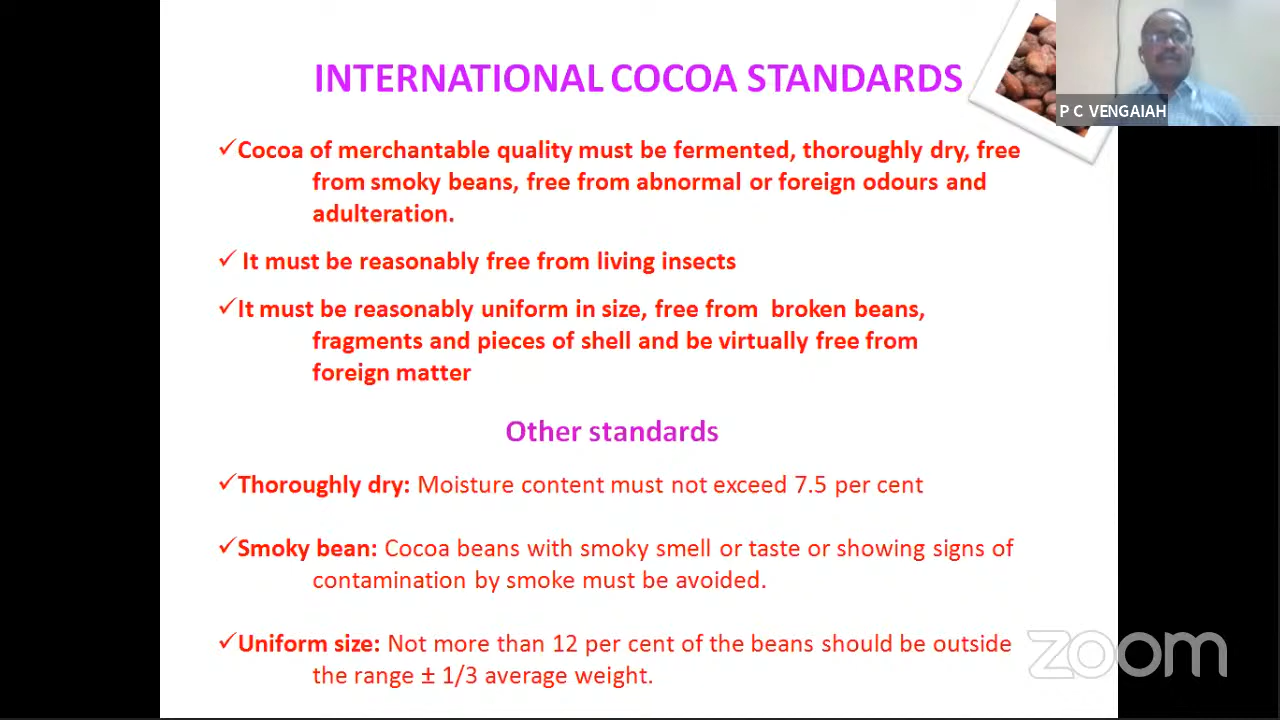 INTERNATIONAL COCOA STANDARDS
P C VENGAIAH
✓Cocoa of merchantable quality must be fermented, thoroughly dry, free
from smoky beans, free from abnormal or foreign odours and
adulteration.
✓ It must be reasonably free from living insects
✓It must be reasonably uniform in size, free from broken beans,
fragments and pieces of shell and be virtually free from
foreign matter
Other standards
✓Thoroughly dry: Moisture content must not exceed 7.5 per cent
✓Smoky bean: Cocoa beans with smoky smell or taste or showing signs of
contamination by smoke must be avoided.
✓Uniform size: Not more than 12 per cent of the beans should be outside
the range ± 1/3 average weight.
zoom